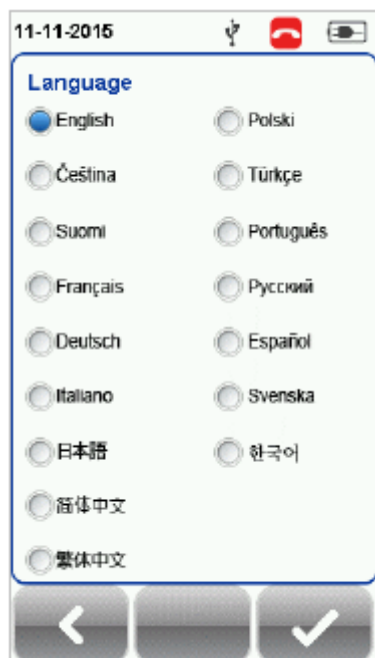 11-11-2015
Language
English
Polski
Čeština
Türkçe
Suomi
Português
Français
Русский
Deutsch
Español
Italiano
Svenska
日本語
한국어
简体中文
繁体中文